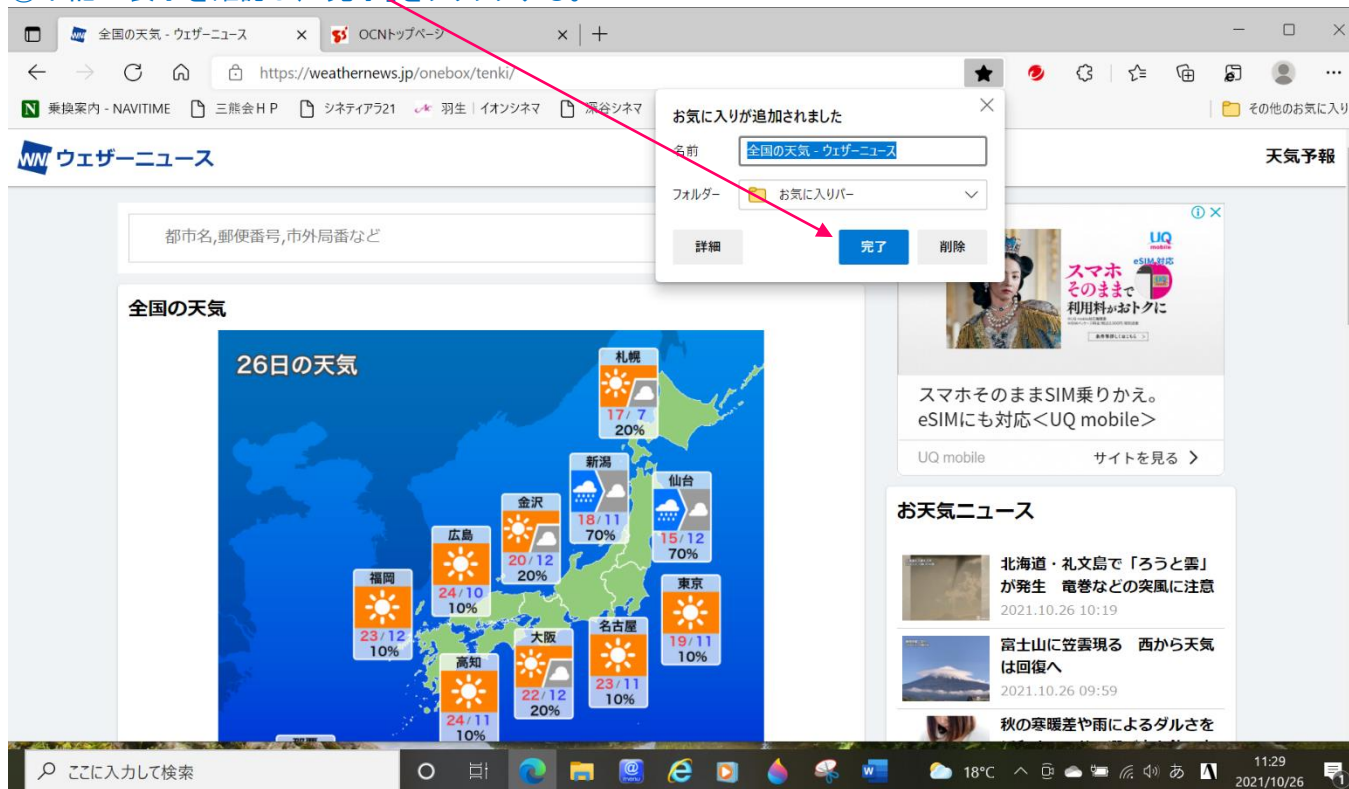 全国の天気 - ウェザーニュース
OCNトップページ
https://weathernews.jp/onebox/tenki/
乗換案内 - NAVITIME
三熊会HP
シネティアラ21
羽生 | イオンシネマ
深谷シネマ
その他のお気に入り
お気に入りが追加されました
名前
全国の天気 - ウェザーニュース
フォルダー
お気に入りバー
詳細
完了
削除
ウェザーニュース
天気予報
都市名,郵便番号,市外局番など
全国の天気
26日の天気
札幌
17/ 7
20%
新潟
18/11
70%
仙台
15/12
70%
金沢
20/12
20%
広島
24/10
10%
福岡
23/12
10%
東京
19/11
10%
名古屋
23/11
10%
大阪
22/12
20%
高知
24/11
10%
UQ
mobile
eSIM対応
スマホ
そのままで
利用料がおトクに
スマホそのままSIM乗りかえ。
eSIMにも対応<UQ mobile>
UQ mobile
サイトを見る
お天気ニュース
北海道・礼文島で「ろうと雲」
が発生 竜巻などの突風に注意
2021.10.26 10:19
富士山に笠雲現る 西から天気
は回復へ
2021.10.26 09:59
秋の寒暖差や雨によるダルさを
ここに入力して検索
18°C
あ
11:29
2021/10/26